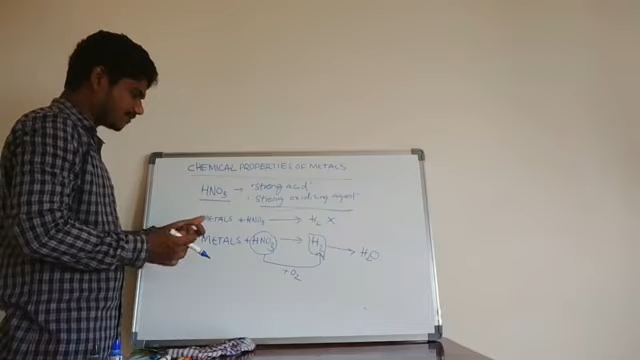 CHEMICAL PROPERTIES OF METALS
HNO3 → "Strong acid"
"Strong oxidising agent"
METALS + HNO3 → H2 X
METALS + HNO3 → H2 → H2O
+O2